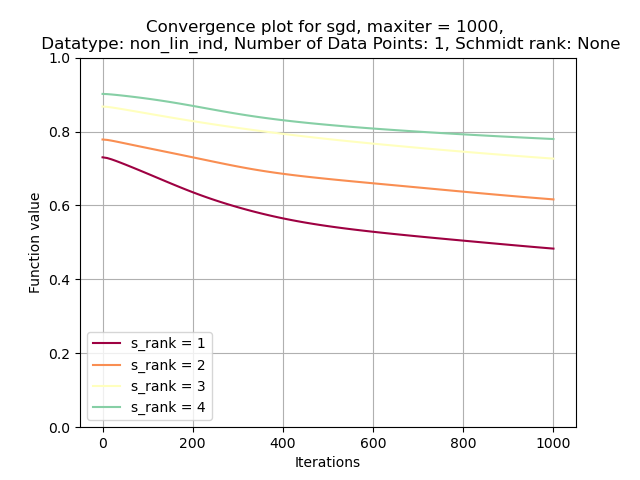 Convergence plot for sgd, maxiter = 1000,
Datatype: non_lin_ind, Number of Data Points: 1, Schmidt rank: None
1.0
0.8
0.6
0.4
0.2
0.0
Function value
s_rank = 1
s_rank = 2
s_rank = 3
s_rank = 4
0 200 400 600 800 1000
Iterations